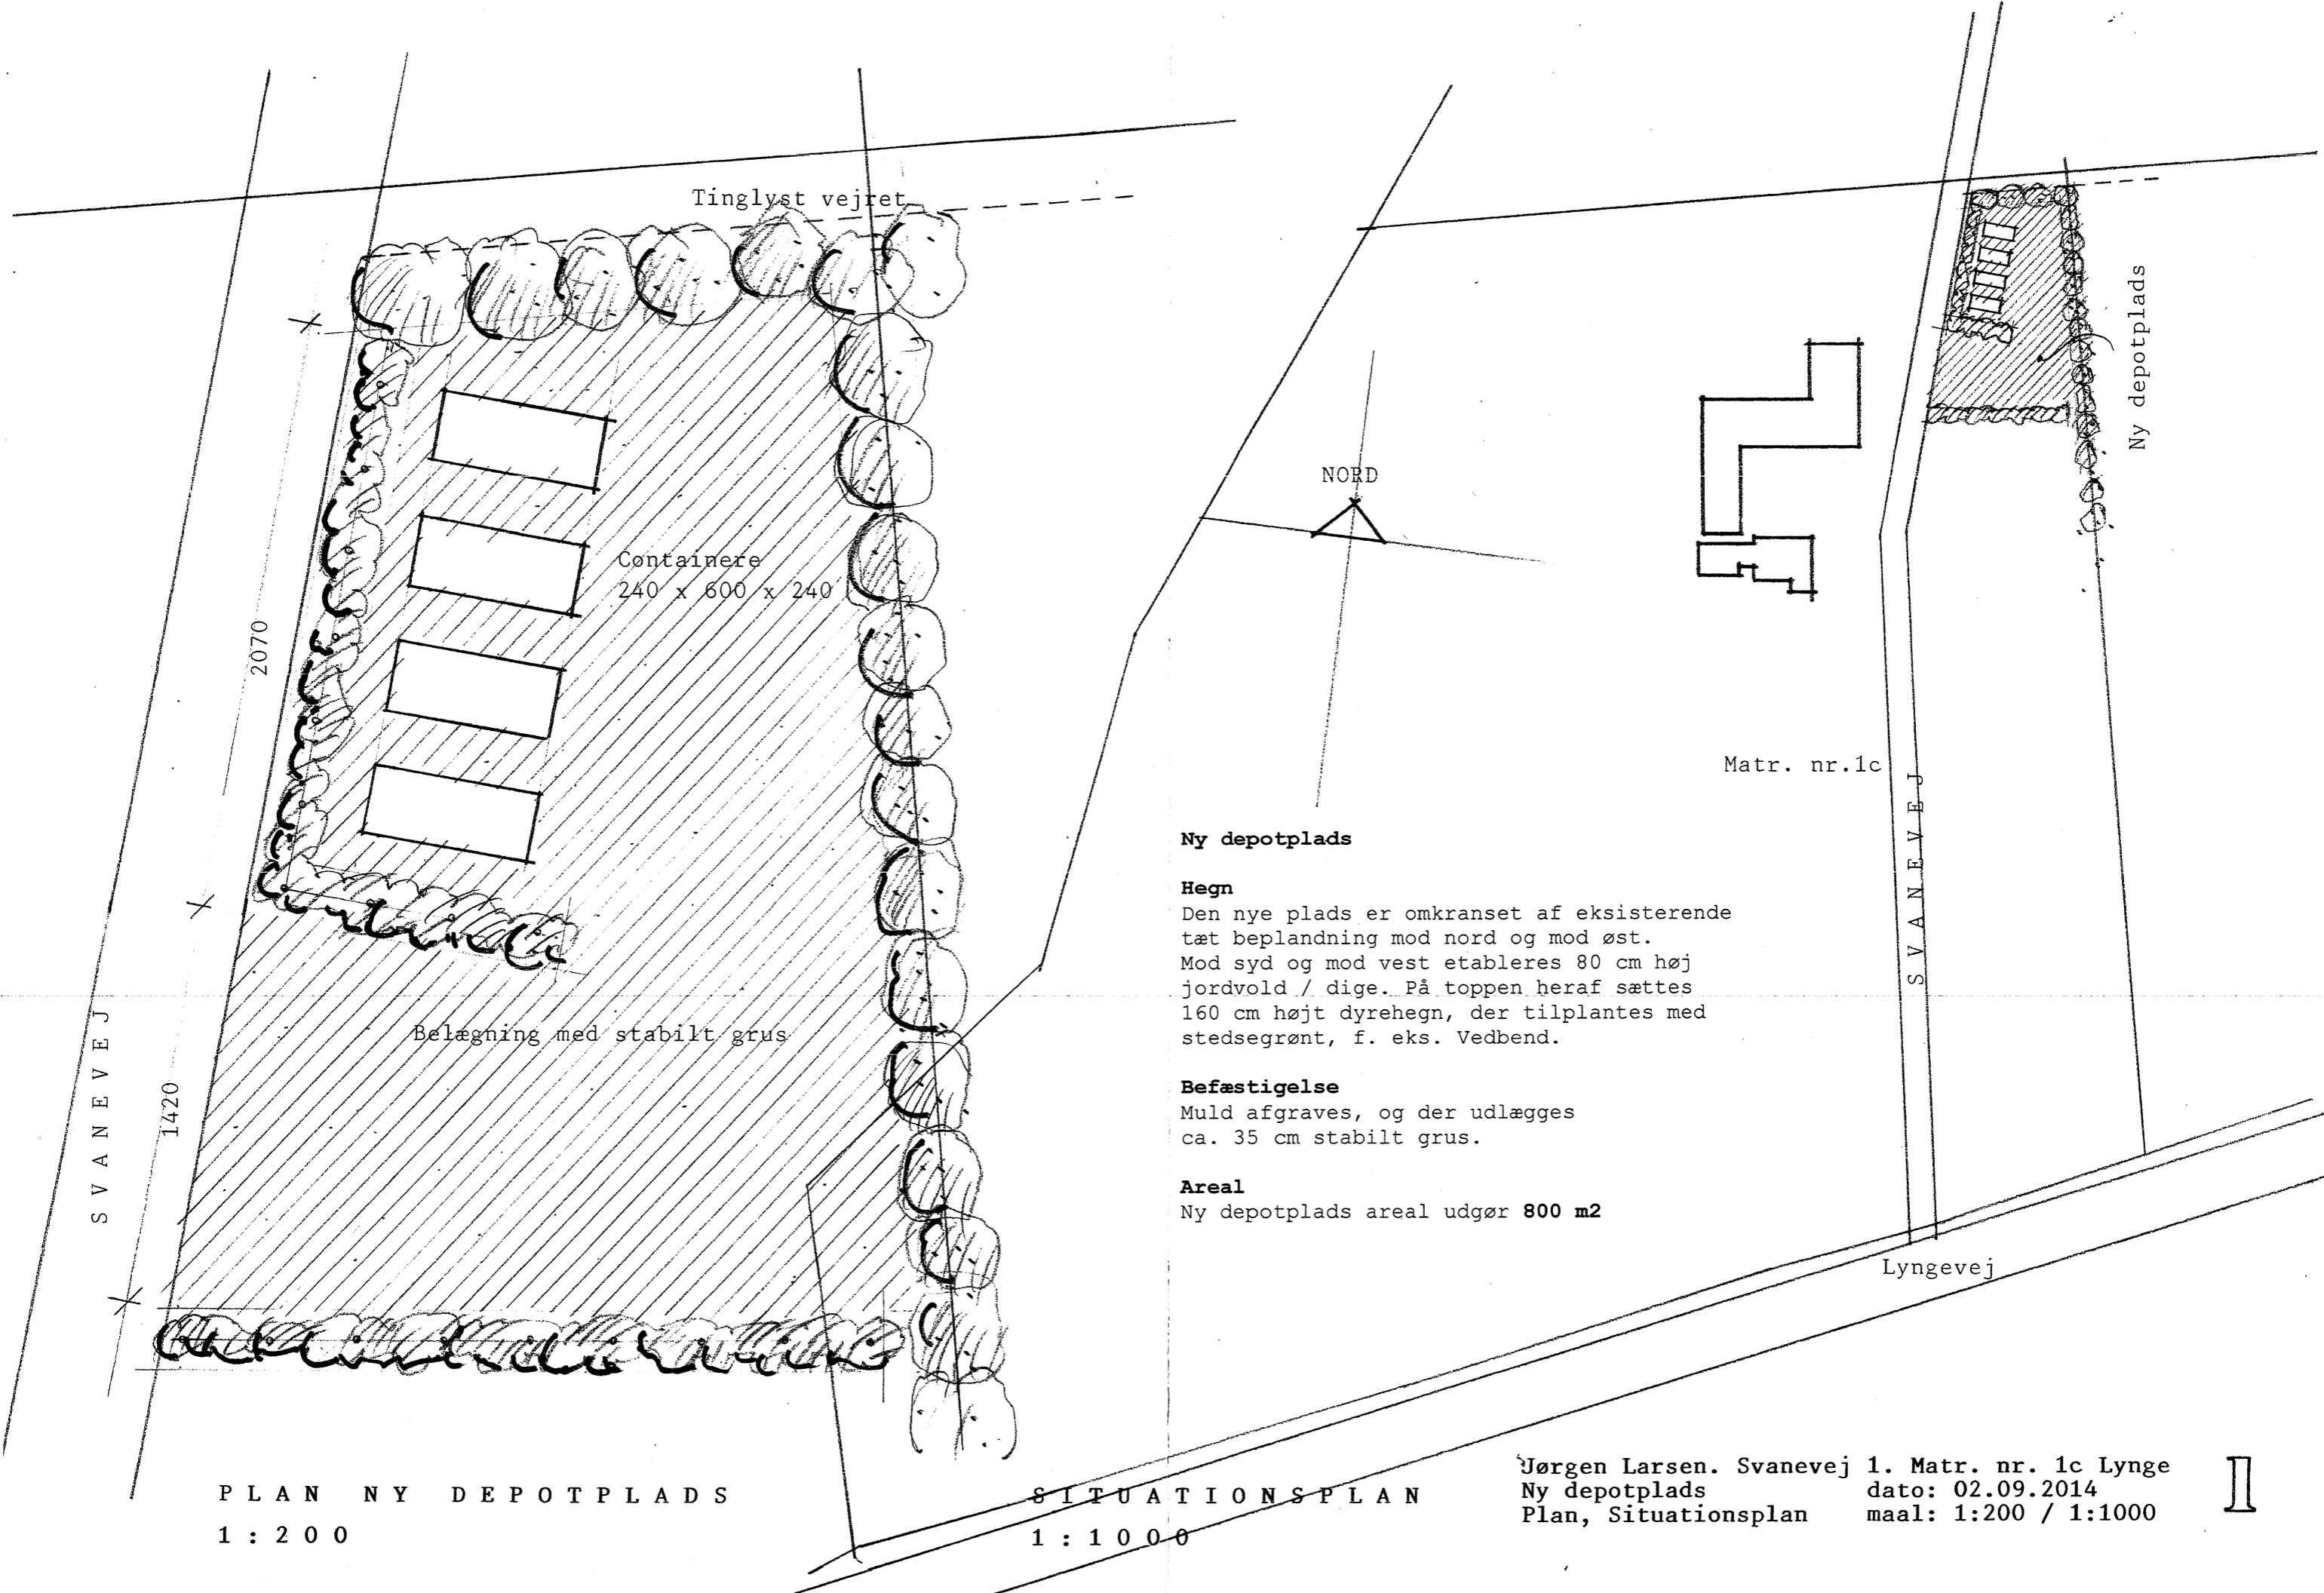 Tinglyst vejret
Containere
240 x 600 x 240
2070
1420
SVANEVEJ
Belægning med stabilt grus
PLAN NY DEPOTPLADS
1:200
NORD
Ny depotplads
Matr. nr.1c
SVANEVEJ
Lyngevej
Ny depotplads
Hegn
Den nye plads er omkranset af eksisterende
tæt beplandning mod nord og mod øst.
Mod syd og mod vest etableres 80 cm høj
jordvold / dige. På toppen heraf sættes
160 cm højt dyrehegn, der tilplantes med
stedsegrønt, f. eks. Vedbend.
Befæstigelse
Muld afgraves, og der udlægges
ca. 35 cm stabilt grus.
Areal
Ny depotplads areal udgør 800 m2
SITUATIONSPLAN
1:1000
Jørgen Larsen. Svanevej 1. Matr. nr. 1c Lynge
Ny depotplads dato: 02.09.2014
Plan, Situationsplan maal: 1:200 / 1:1000
1